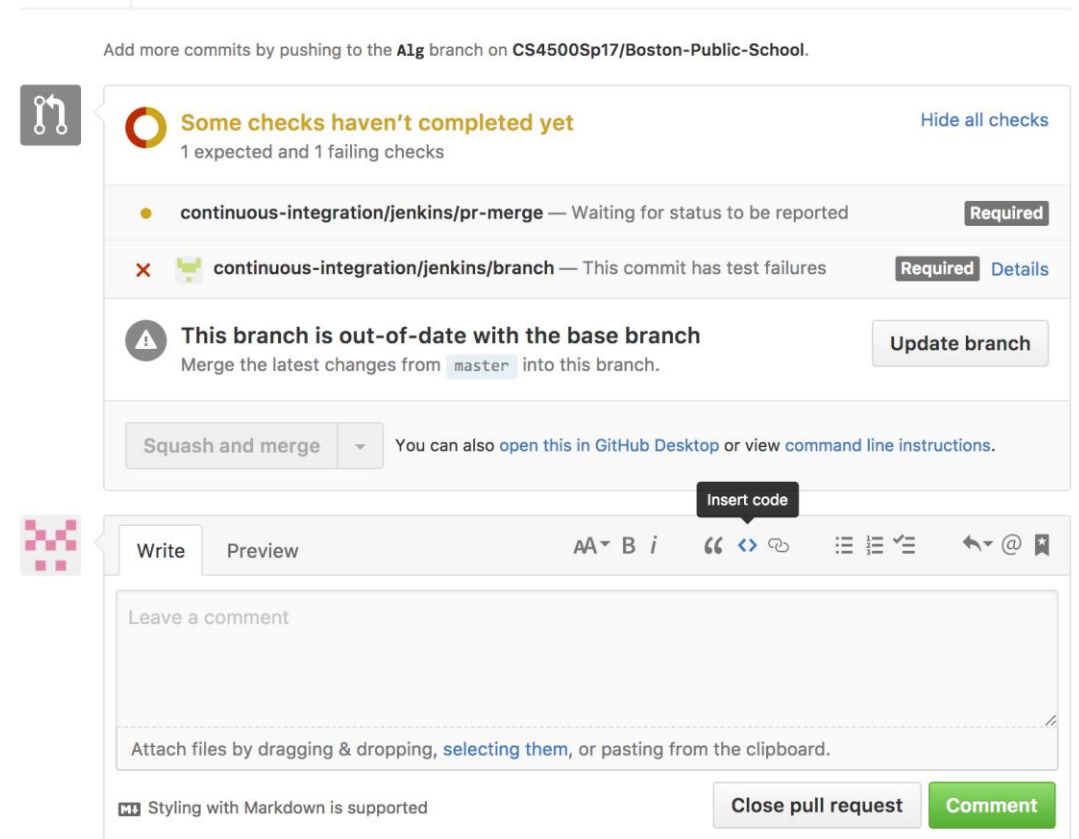 Add more commits by pushing to the Alg branch on CS4500Sp17/Boston-Public-School.
Some checks haven't completed yet
Hide all checks
1 expected and 1 failing checks
continuous-integration/jenkins/pr-merge — Waiting for status to be reported Required
continuous-integration/jenkins/branch — This commit has test failures Required Details
This branch is out-of-date with the base branch
Update branch
Merge the latest changes from master into this branch.
Squash and merge You can also open this in GitHub Desktop or view command line instructions.
Insert code
Write Preview AA B i
Leave a comment
Attach files by dragging & dropping, selecting them, or pasting from the clipboard.
Styling with Markdown is supported
Close pull request Comment